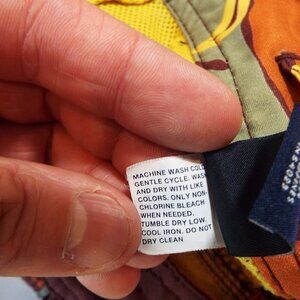 MACHINE WASH COLD
GENTLE CYCLE. WASH
AND DRY WITH LIKE
COLORS. ONLY NON-
CHLORINE BLEACH
WHEN NEEDED.
TUMBLE DRY LOW.
COOL IRON. DO NOT
DRY CLEAN